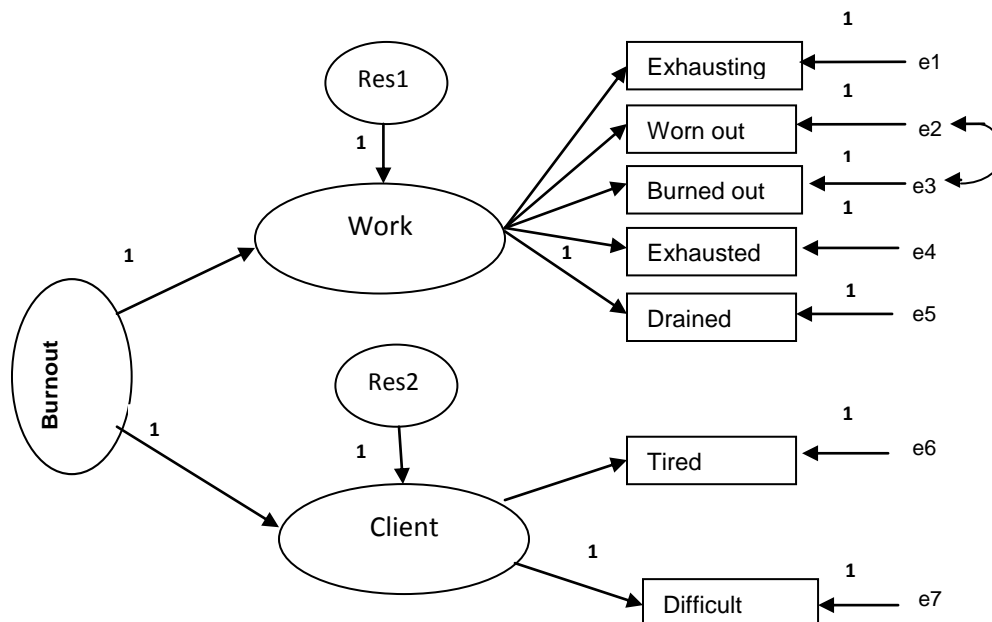 1
Exhausting
e1
Res1
1
Worn out
e2
1
1
Burned out
e3
Work
1
1
1
Exhausted
e4
1
Drained
e5
Burnout
Res2
1
1
1
Tired
e6
Client
1
1
Difficult
e7